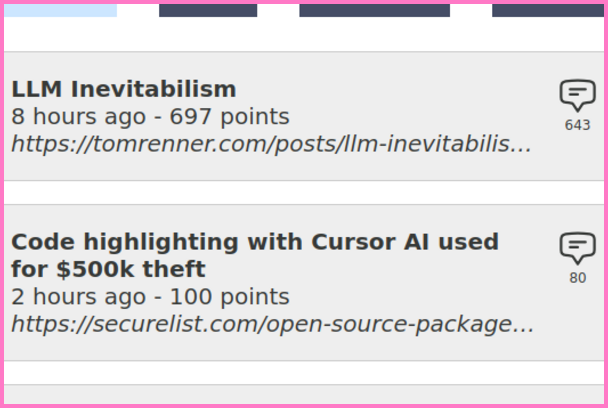 LLM Inevitabilism
8 hours ago - 697 points
https://tomrenner.com/posts/llm-inevitabilis…
643
Code highlighting with Cursor AI used
for $500k theft
2 hours ago - 100 points
https://securelist.com/open-source-package…
80